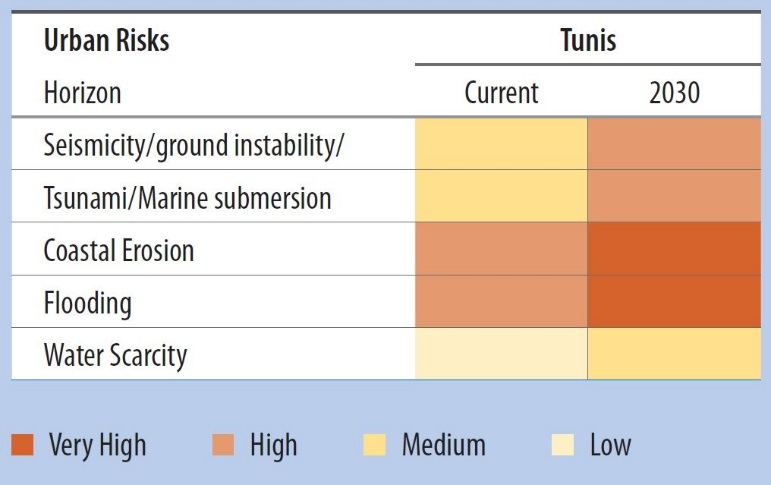 Urban Risks Tunis
Horizon Current 2030
Seismicity/ground instability/
Tsunami/Marine submersion
Coastal Erosion
Flooding
Water Scarcity
Very High High Medium Low